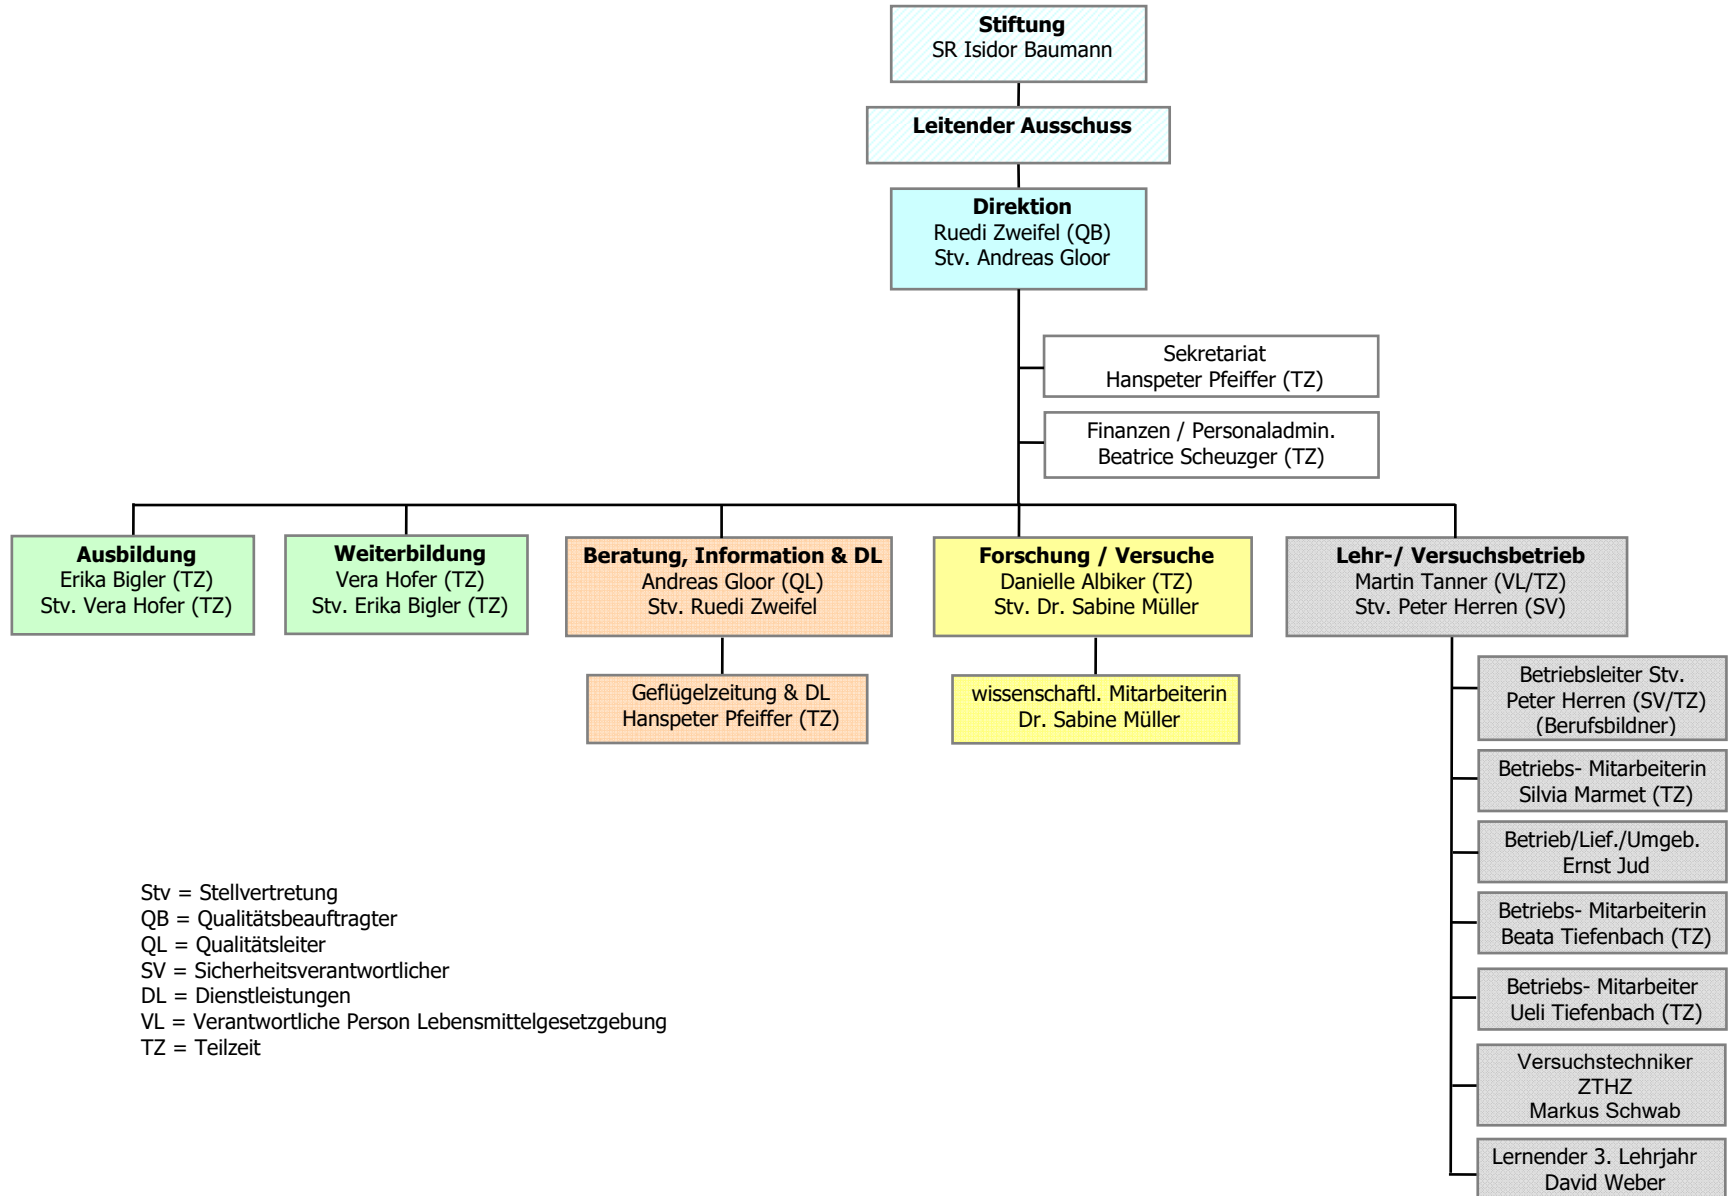 Stiftung
SR Isidor Baumann
Leitender Ausschuss
Direktion
Ruedi Zweifel (QB)
Stv. Andreas Gloor
Sekretariat
Hanspeter Pfeiffer (TZ)
Finanzen / Personaladmin.
Beatrice Scheuzger (TZ)
Ausbildung
Erika Bigler (TZ)
Stv. Vera Hofer (TZ)
Weiterbildung
Vera Hofer (TZ)
Stv. Erika Bigler (TZ)
Beratung, Information & DL
Andreas Gloor (QL)
Stv. Ruedi Zweifel
Forschung / Versuche
Danielle Albiker (TZ)
Stv. Dr. Sabine Müller
Lehr-/ Versuchsbetrieb
Martin Tanner (VL/TZ)
Stv. Peter Herren (SV)
Geflügelzeitung & DL
Hanspeter Pfeiffer (TZ)
wissenschaftl. Mitarbeiterin
Dr. Sabine Müller
Betriebsleiter Stv.
Peter Herren (SV/TZ)
(Berufsbildner)
Betriebs- Mitarbeiterin
Silvia Marmet (TZ)
Betrieb/Lief./Umgeb.
Ernst Jud
Betriebs- Mitarbeiterin
Beata Tiefenbach (TZ)
Betriebs- Mitarbeiter
Ueli Tiefenbach (TZ)
Versuchstechniker
ZTHZ
Markus Schwab
Lernender 3. Lehrjahr
David Weber
Stv = Stellvertretung
QB = Qualitätsbeauftragter
QL = Qualitätsleiter
SV = Sicherheitsverantwortlicher
DL = Dienstleistungen
VL = Verantwortliche Person Lebensmittelgesetzgebung
TZ = Teilzeit